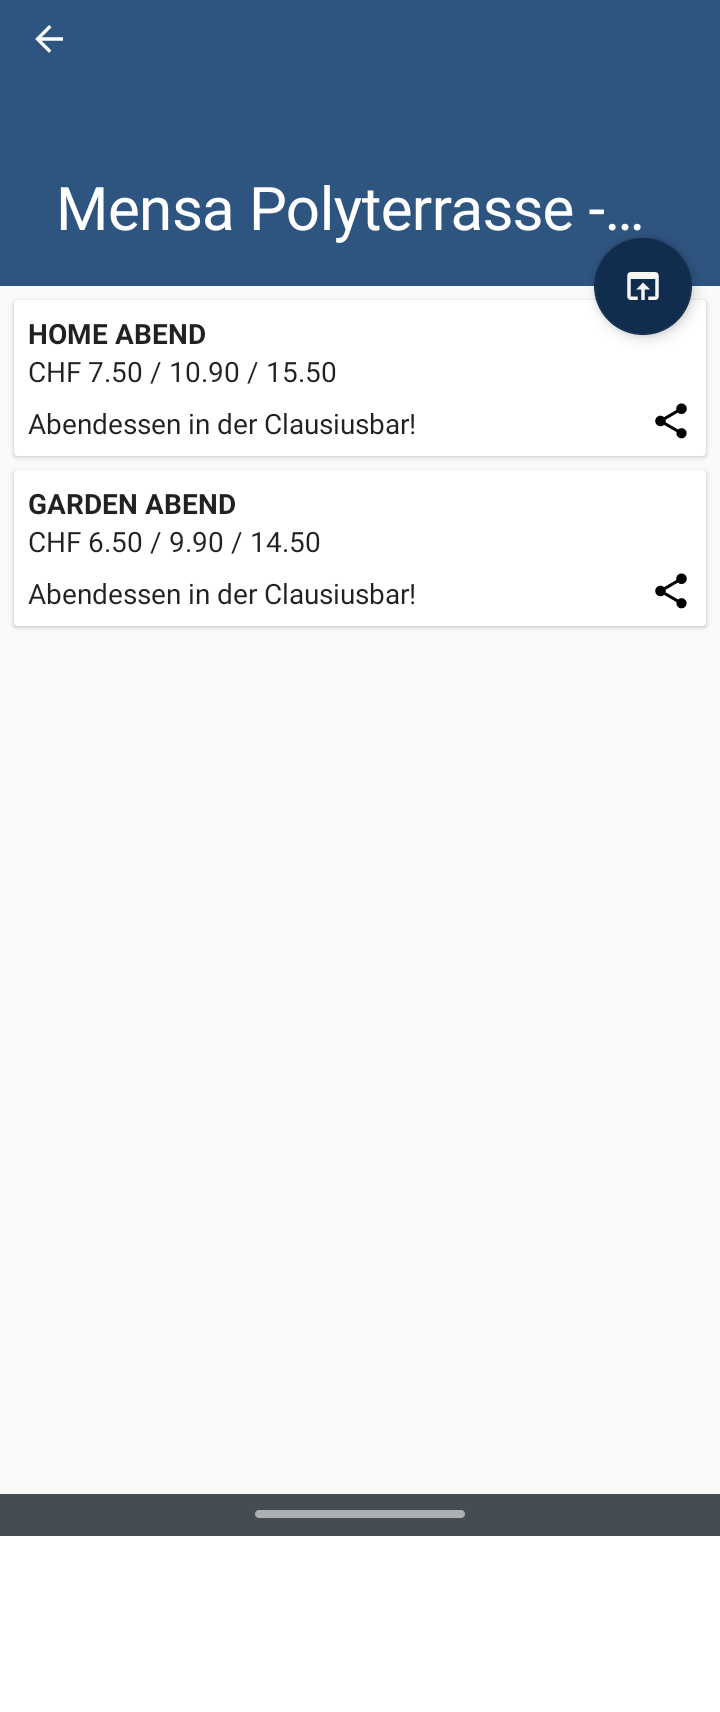 Mensa Polyterrasse -...
HOME ABEND
CHF 7.50 / 10.90 / 15.50
Abendessen in der Clausiusbar!
GARDEN ABEND
CHF 6.50 / 9.90 / 14.50
Abendessen in der Clausiusbar!